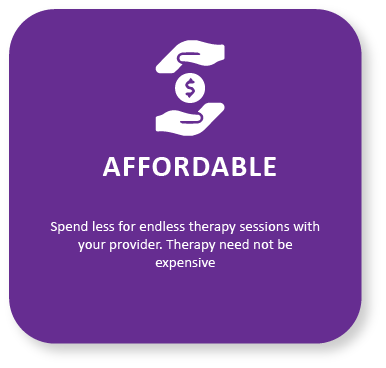 $
AFFORDABLE
Spend less for endless therapy sessions with
your provider. Therapy need not be
expensive